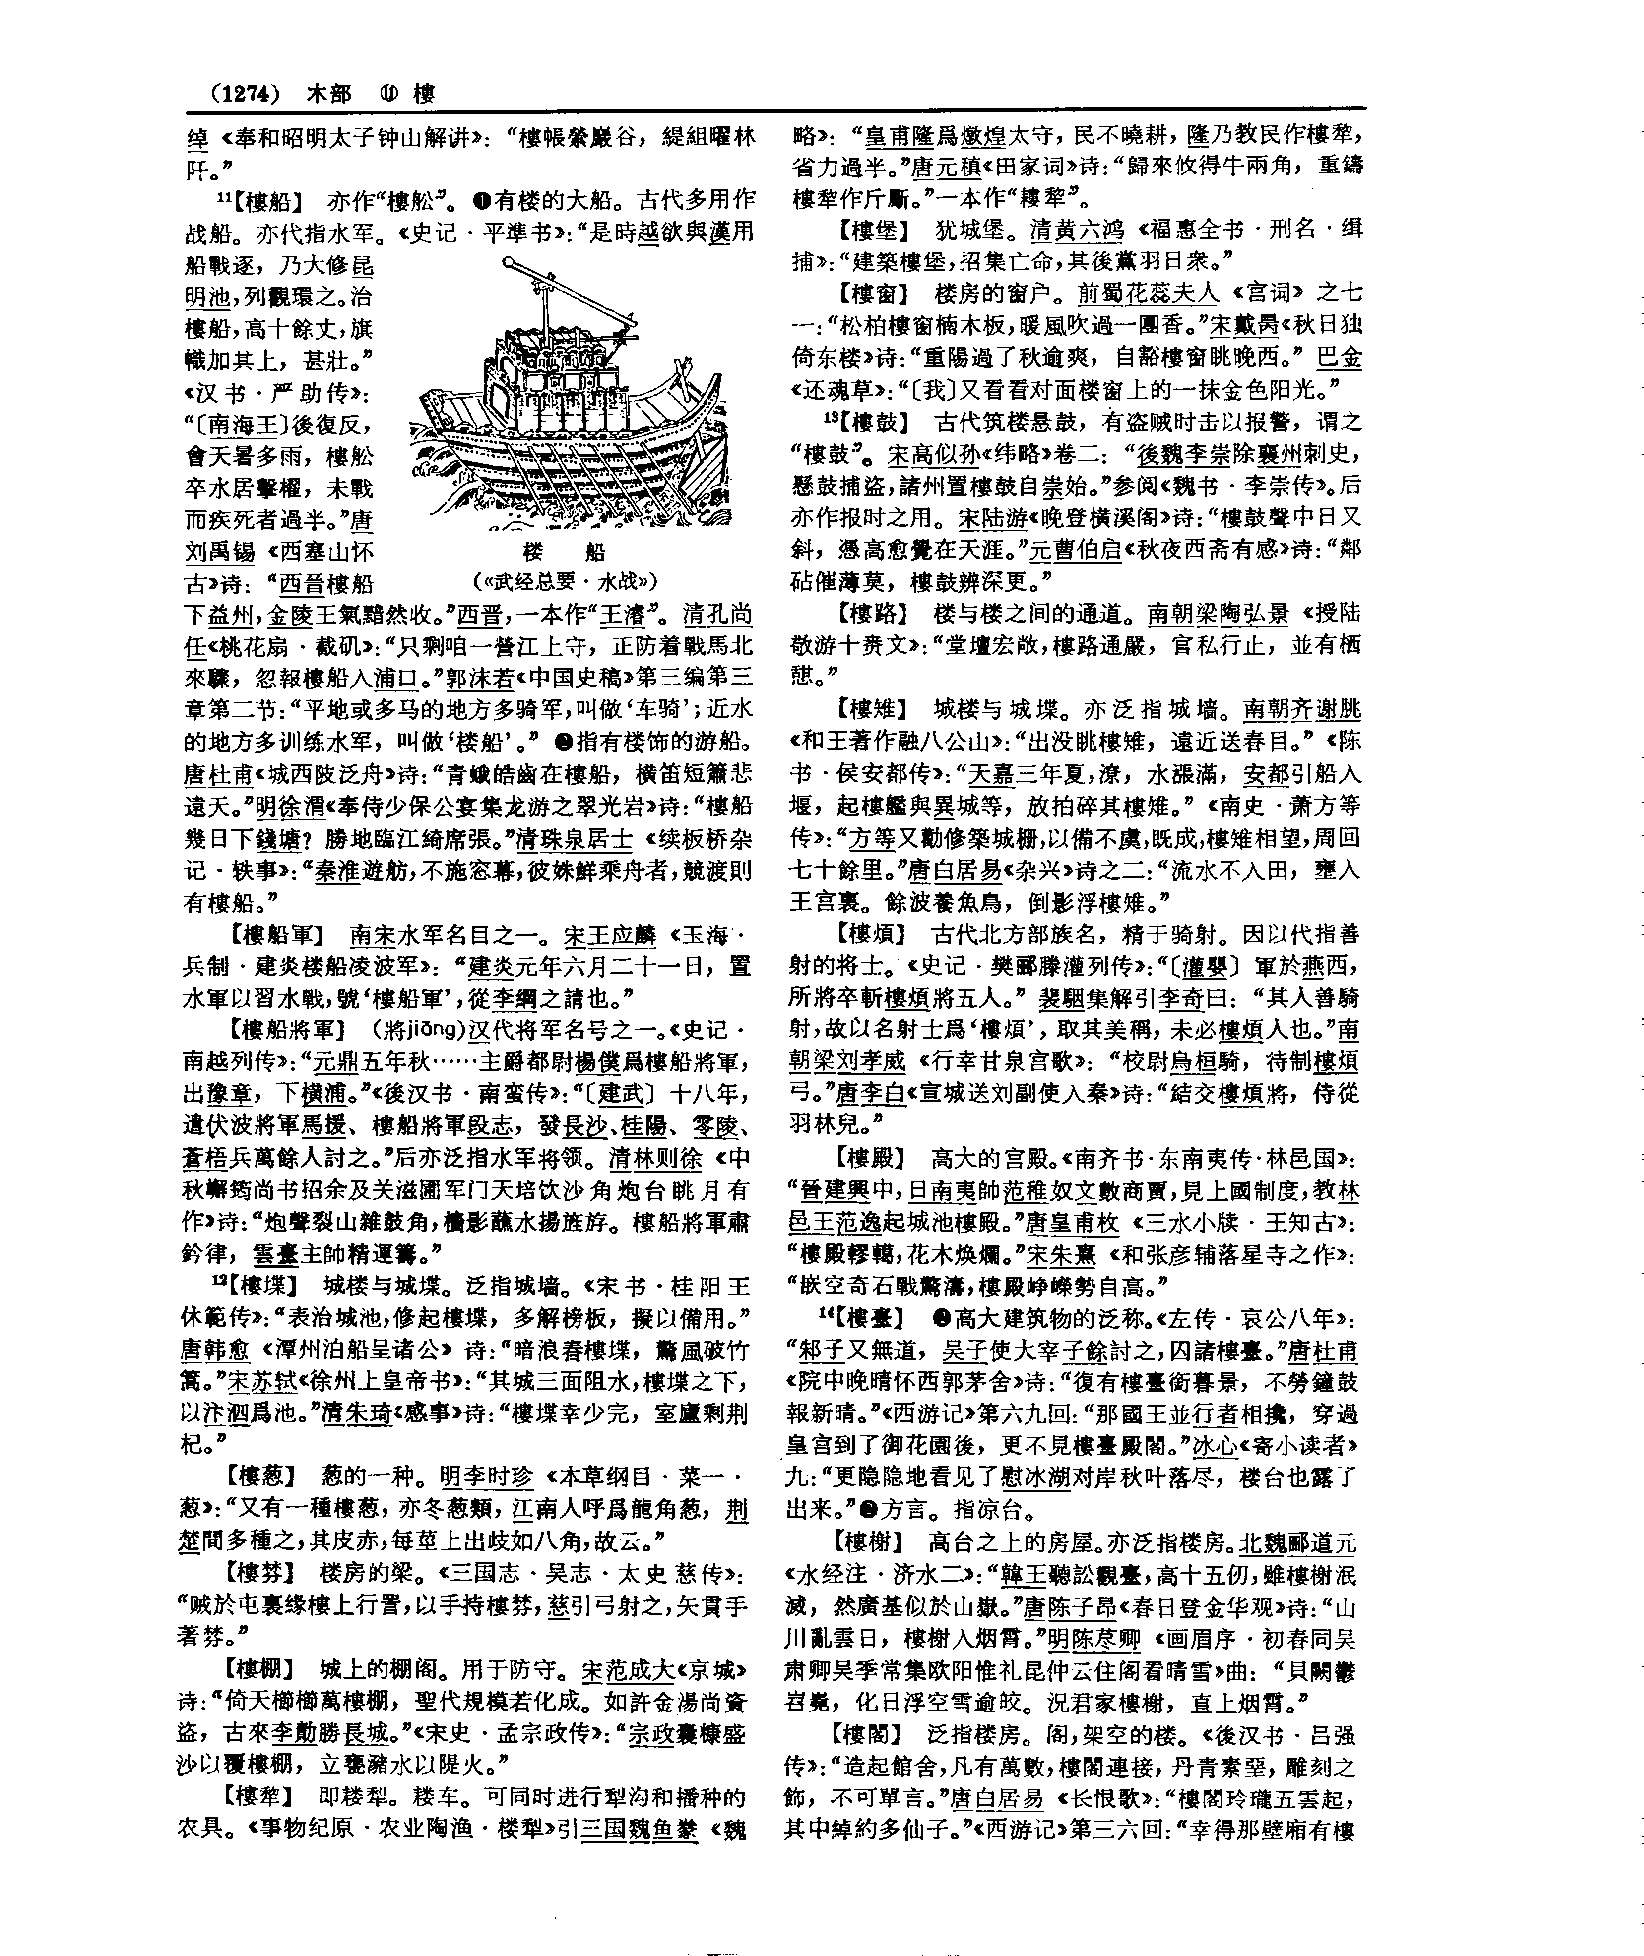 (1274) 木部 ⑪ 樓
绰《奉和昭明太子钟山解讲》：“樓帳縈巖谷，緹組曜林
阡。”
11【樓船】 亦作“樓舩”。❶有楼的大船。古代多用作
战船。亦代指水军。《史记·平準书》：“是時越欲與漢用
船戰逐，乃大修昆
明池，列觀環之。治
樓船，高十餘丈，旗
幟加其上，甚壯。”
《汉书·严助传》：
“〔南海王〕後復反，
會天暑多雨，樓舩
卒水居擊櫂，未戰
而疾死者過半。”唐
刘禹锡《西塞山怀
古》诗：“西晉樓船
楼 船
（《武经总要·水战》）
下益州，金陵王氣黯然收。”西晋，一本作“王濬”。清孔尚
任《桃花扇·截矶》：“只剩咱一營江上守，正防着戰馬北
來驟，忽報樓船入浦口。”郭沫若《中国史稿》第三编第三
章第二节：“平地或多马的地方多骑军，叫做‘车骑’；近水
的地方多训练水军，叫做‘楼船’。”❷指有楼饰的游船。
唐杜甫《城西陂泛舟》诗：“青蛾皓齒在樓船，横笛短簫悲
遠天。”明徐渭《奉侍少保公宴集龙游之翠光岩》诗：“樓船
幾日下錢塘？勝地臨江綺席張。”清珠泉居士《续板桥杂
记·轶事》：“秦淮遊舫，不施窓幕，彼姝鮮乘舟者，競渡則
有樓船。”
【樓船軍】 南宋水军名目之一。宋王应麟《玉海·
兵制·建炎楼船凌波军》：“建炎元年六月二十一日，置
水軍以習水戰，號‘樓船軍’，從李綱之請也。”
【樓船將軍】 （將jiāng）汉代将军名号之一。《史记·
南越列传》：“元鼎五年秋……主爵都尉楊僕爲樓船將軍，
出豫章，下横浦。”《後汉书·南蛮传》：“〔建武〕十八年，
遣伏波將軍馬援、樓船將軍段志，發長沙、桂陽、零陵、
蒼梧兵萬餘人討之。”后亦泛指水军将领。清林则徐《中
秋嶰筠尚书招余及关滋圃军门天培饮沙角炮台眺月有
作》诗：“炮聲裂山雜鼓角，檣影蘸水揚旌斿。樓船將軍肅
鈐律，雲臺主帥精運籌。”
12【樓堞】 城楼与城堞。泛指城墙。《宋书·桂阳王
休範传》：“表治城池，修起樓堞，多解榜板，擬以備用。”
唐韩愈《潭州泊船呈诸公》诗：“暗浪舂樓堞，驚風破竹
篙。”宋苏轼《徐州上皇帝书》：“其城三面阻水，樓堞之下，
以汴泗爲池。”清朱琦《感事》诗：“樓堞幸少完，室廬剩荆
杞。”
【樓葱】 葱的一种。明李时珍《本草纲目·菜一·
葱》：“又有一種樓葱，亦冬葱類，江南人呼爲龍角葱，荆
楚間多種之，其皮赤，每莖上出歧如八角，故云。”
【樓棼】 楼房的梁。《三国志·吴志·太史慈传》：
“贼於屯裏缘樓上行詈，以手持樓棼，慈引弓射之，矢貫手
著棼。”
【樓棚】 城上的棚阁。用于防守。宋范成大《京城》
诗：“倚天櫛櫛萬樓棚，聖代規模若化成。如許金湯尚資
盜，古來李勣勝長城。”《宋史·孟宗政传》：“宗政囊糠盛
沙以覆樓棚，立甕瀦水以隄火。”
【樓犂】 即耧犁。耧车。可同时进行犁沟和播种的
农具。《事物纪原·农业陶渔·楼犁》引三国魏鱼豢《魏
略》：“皇甫隆爲燉煌太守，民不曉耕，隆乃教民作樓犂，
省力過半。”唐元稹《田家词》诗：“歸來攸得牛兩角，重鑄
樓犂作斤劚。”一本作“耬犂”。
【樓堡】 犹城堡。清黄六鸿《福惠全书·刑名·缉
捕》：“建築樓堡，招集亡命，其後黨羽日衆。”
【樓窗】 楼房的窗户。前蜀花蕊夫人《宫词》之七
一：“松柏樓窗楠木板，暖風吹過一團香。”宋戴昺《秋日独
倚东楼》诗：“重陽過了秋逾爽，自豁樓窗眺晚西。”巴金
《还魂草》：“〔我〕又看看对面楼窗上的一抹金色阳光。”
13【樓鼓】 古代筑楼悬鼓，有盗贼时击以报警，谓之
“樓鼓”。宋高似孙《纬略》卷二：“後魏李崇除襄州刺史，
懸鼓捕盗，諸州置樓鼓自崇始。”参阅《魏书·李崇传》。后
亦作报时之用。宋陆游《晚登横溪阁》诗：“樓鼓聲中日又
斜，憑高愈覺在天涯。”元曹伯启《秋夜西斋有感》诗：“鄰
砧催薄莫，樓鼓辨深更。”
【樓路】 楼与楼之间的通道。南朝梁陶弘景《授陆
敬游十赉文》：“堂壇宏敞，樓路通嚴，官私行止，並有栖
憩。”
【樓雉】 城楼与城堞。亦泛指城墙。南朝齐谢朓
《和王著作融八公山》：“出没眺樓雉，遠近送春目。”《陈
书·侯安都传》：“天嘉三年夏，潦，水漲滿，安都引船入
堰，起樓艦與異城等，放拍碎其樓雉。”《南史·萧方等
传》：“方等又勸修築城栅，以備不虞，既成，樓雉相望，周回
七十餘里。”唐白居易《杂兴》诗之二：“流水不入田，壅入
王宫裏。餘波養魚鳥，倒影浮樓雉。”
【樓煩】 古代北方部族名，精于骑射。因以代指善
射的将士。《史记·樊郦滕灌列传》：“〔灌嬰〕軍於燕西，
所將卒斬樓煩將五人。”裴駰集解引李奇曰：“其人善騎
射，故以名射士爲‘樓煩’，取其美稱，未必樓煩人也。”南
朝梁刘孝威《行幸甘泉宫歌》：“校尉烏桓騎，待制樓煩
弓。”唐李白《宣城送刘副使入秦》诗：“結交樓煩將，侍從
羽林兒。”
【樓殿】 高大的宫殿。《南齐书·东南夷传·林邑国》：
“晉建興中，日南夷帥范稚奴文數商賈，見上國制度，教林
邑王范逸起城池樓殿。”唐皇甫枚《三水小牍·王知古》：
“樓殿轇轕，花木焕爛。”宋朱熹《和张彦辅落星寺之作》：
“嵌空奇石戰驚濤，樓殿崢嶸勢自高。”
14【樓臺】 ❶高大建筑物的泛称。《左传·哀公八年》：
“邾子又無道，吴子使大宰子餘討之，囚諸樓臺。”唐杜甫
《院中晚晴怀西郭茅舍》诗：“復有樓臺銜暮景，不勞鐘鼓
報新晴。”《西游记》第六九回：“那國王並行者相攙，穿過
皇宫到了御花園後，更不見樓臺殿閣。”冰心《寄小读者》
九：“更隐隐地看见了慰冰湖对岸秋叶落尽，楼台也露了
出来。”❷方言。指凉台。
【樓榭】 高台之上的房屋。亦泛指楼房。北魏郦道元
《水经注·济水二》：“韓王聽訟觀臺，高十五仞，雖樓榭泯
滅，然廣基似於山嶽。”唐陈子昂《春日登金华观》诗：“山
川亂雲日，樓榭入烟霄。”明陈荩卿《画眉序·初春同吴
肃卿吴季常集欧阳惟礼昆仲云住阁看晴雪》曲：“貝闕叢
岧嶤，化日浮空雪逾皎。況君家樓榭，直上烟霄。”
【樓閣】 泛指楼房。阁，架空的楼。《後汉书·吕强
传》：“造起館舍，凡有萬數，樓閣連接，丹青素堊，雕刻之
飾，不可單言。”唐白居易《长恨歌》：“樓閣玲瓏五雲起，
其中綽約多仙子。”《西游记》第三六回：“幸得那壁廂有樓